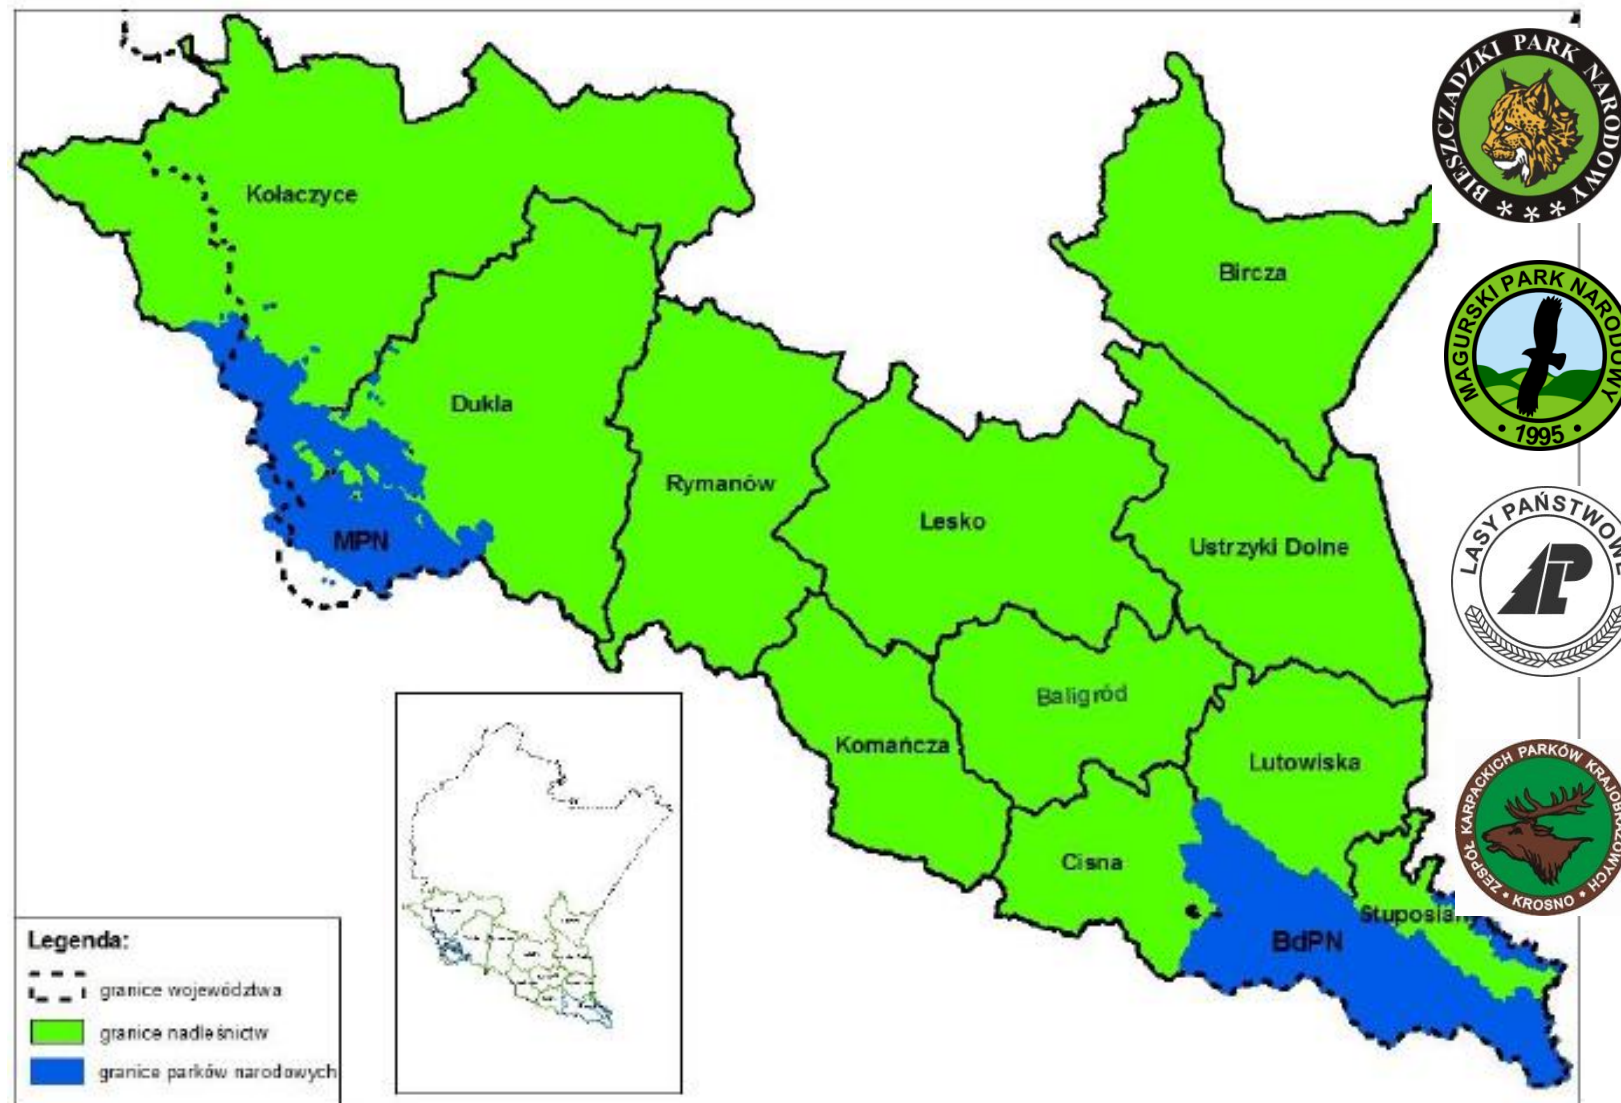 Kołaczyce
Dukla
MPN
Rymanów
Lesko
Bircza
Ustrzyki Dolne
Baligród
Komańcza
Lutowiska
Cisna
BdPN
Legenda:
granice województwa
granice nadleśnictw
granice parków narodowych
BIESZCZADZKI PARK NARODOWY
MAGURSKI PARK NARODOWY
• 1995 •
LASY PAŃSTWOWE
LP
ZESPÓŁ KARPACKICH PARKÓW KRAJOBRAZOWYCH
• KROSNO •